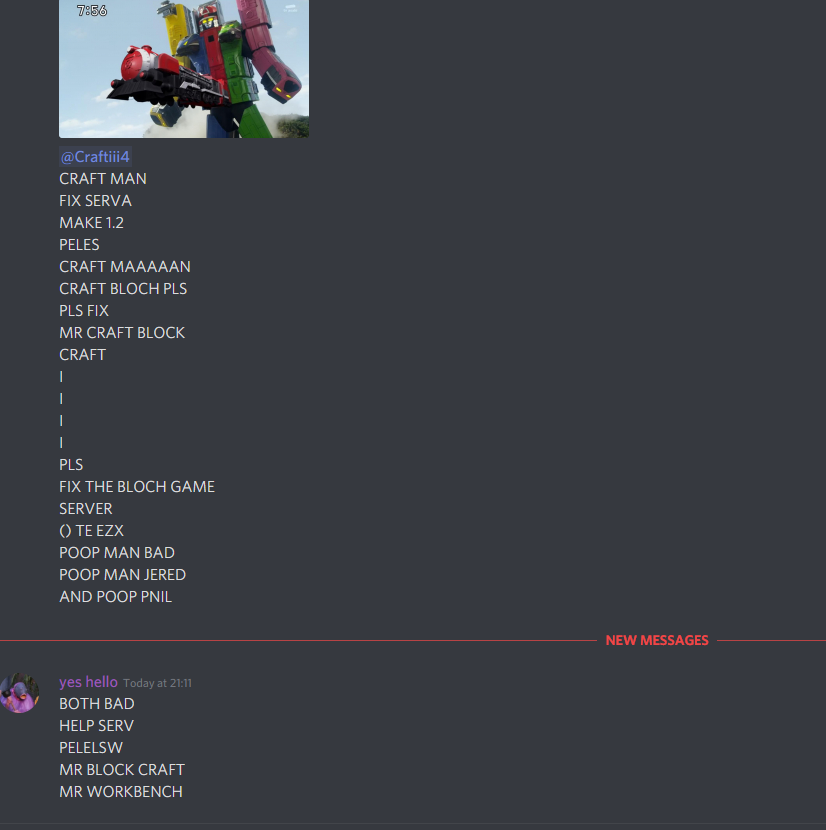 7:56
@Craftiii4
CRAFT MAN
FIX SERVA
MAKE 1.2
PELES
CRAFT MAAAAAN
CRAFT BLOCH PLS
PLS FIX
MR CRAFT BLOCK
CRAFT
I
I
I
I
PLS
FIX THE BLOCH GAME
SERVER
() TE EZX
POOP MAN BAD
POOP MAN JERED
AND POOP PNIL
NEW MESSAGES
yes hello Today at 21:11
BOTH BAD
HELP SERV
PELELSW
MR BLOCK CRAFT
MR WORKBENCH